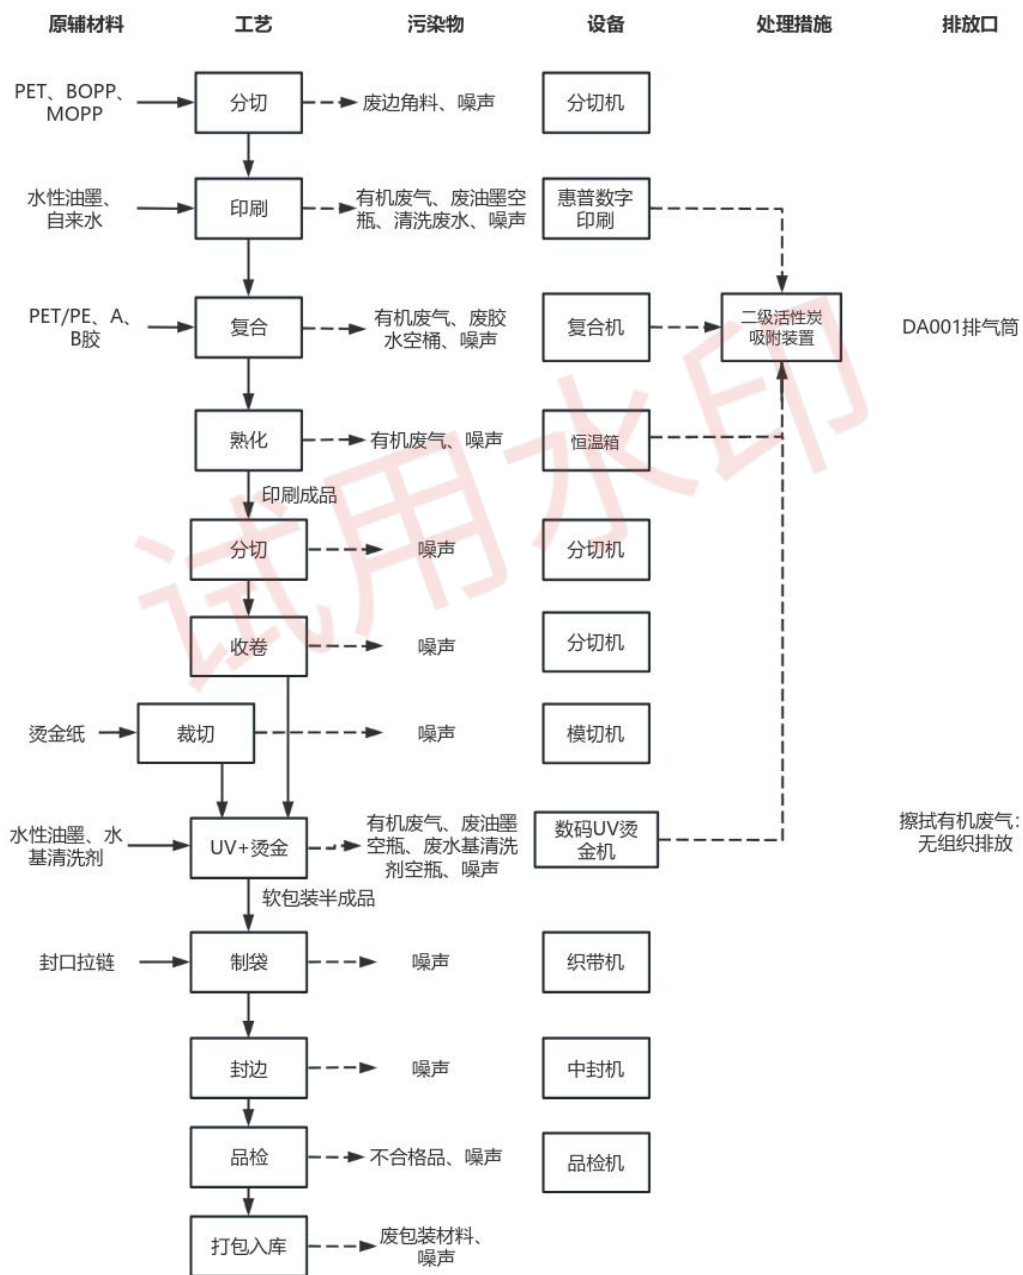 原辅材料
工艺
污染物
设备
处理措施
排放口
PET、BOPP、
MOPP
分切
废边角料、噪声
分切机
水性油墨、
自来水
印刷
有机废气、废油墨空
瓶、清洗废水、噪声
惠普数字
印刷
PET/PE、A、
B胶
复合
有机废气、废胶
水空桶、噪声
复合机
二级活性炭
吸附装置
DA001排气筒
熟化
有机废气、噪声
恒温箱
印刷成品
分切
噪声
分切机
收卷
噪声
分切机
烫金纸
裁切
噪声
模切机
水性油墨、水
基清洗剂
UV+烫金
有机废气、废油墨
空瓶、废水基清洗
剂空瓶、噪声
数码UV烫
金机
擦拭有机废气：
无组织排放
软包装半成品
封口拉链
制袋
噪声
织带机
封边
噪声
中封机
品检
不合格品、噪声
品检机
打包入库
废包装材料、
噪声
试用水印